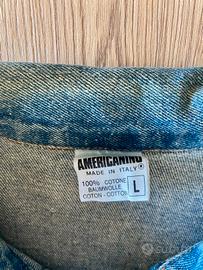 AMERICANINO
MADE IN ITALY ®
100% COTONE
BAUMWOLLE
COTON - COTTON
L